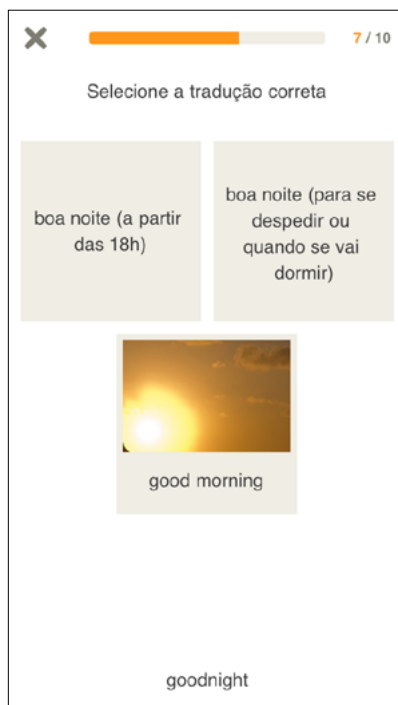 7 / 10
Selecione a tradução correta
boa noite (a partir
das 18h)
boa noite (para se
despedir ou
quando se vai
dormir)
good morning
goodnight